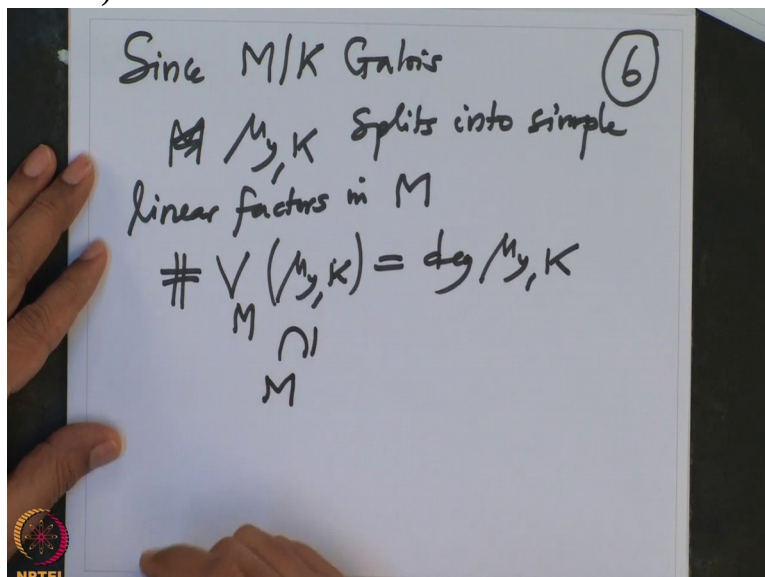 Since M/K Galois
6
μy,K splits into simple
linear factors in M
# V_M (μy,K) = deg μy,K
∩|
M
NPTEL